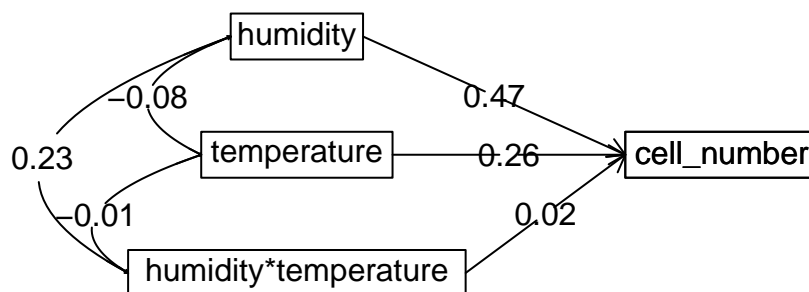 humidity
−0.08
0.47
0.23
temperature
0.26
cell_number
−0.01
0.02
humidity*temperature